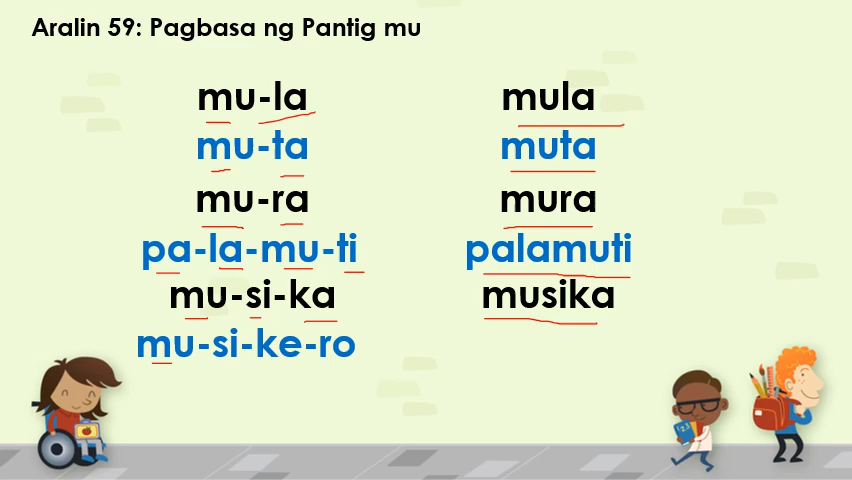 Aralin 59: Pagbasa ng Pantig mu
mu-la mula
mu-ta muta
mu-ra mura
pa-la-mu-ti palamuti
mu-si-ka musika
mu-si-ke-ro